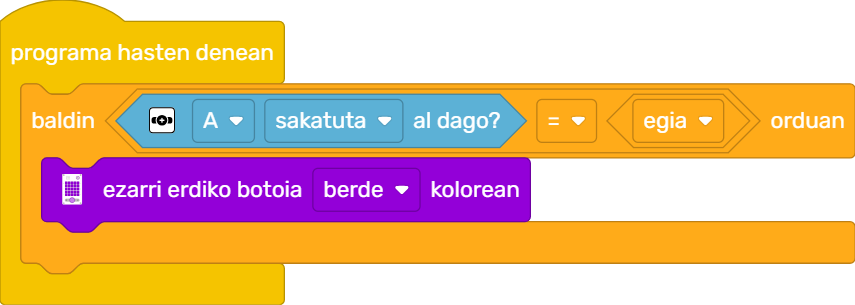 programa hasten denean
baldin A sakatuta al dago? = egia orduan
ezarri erdiko botoia berde kolorean